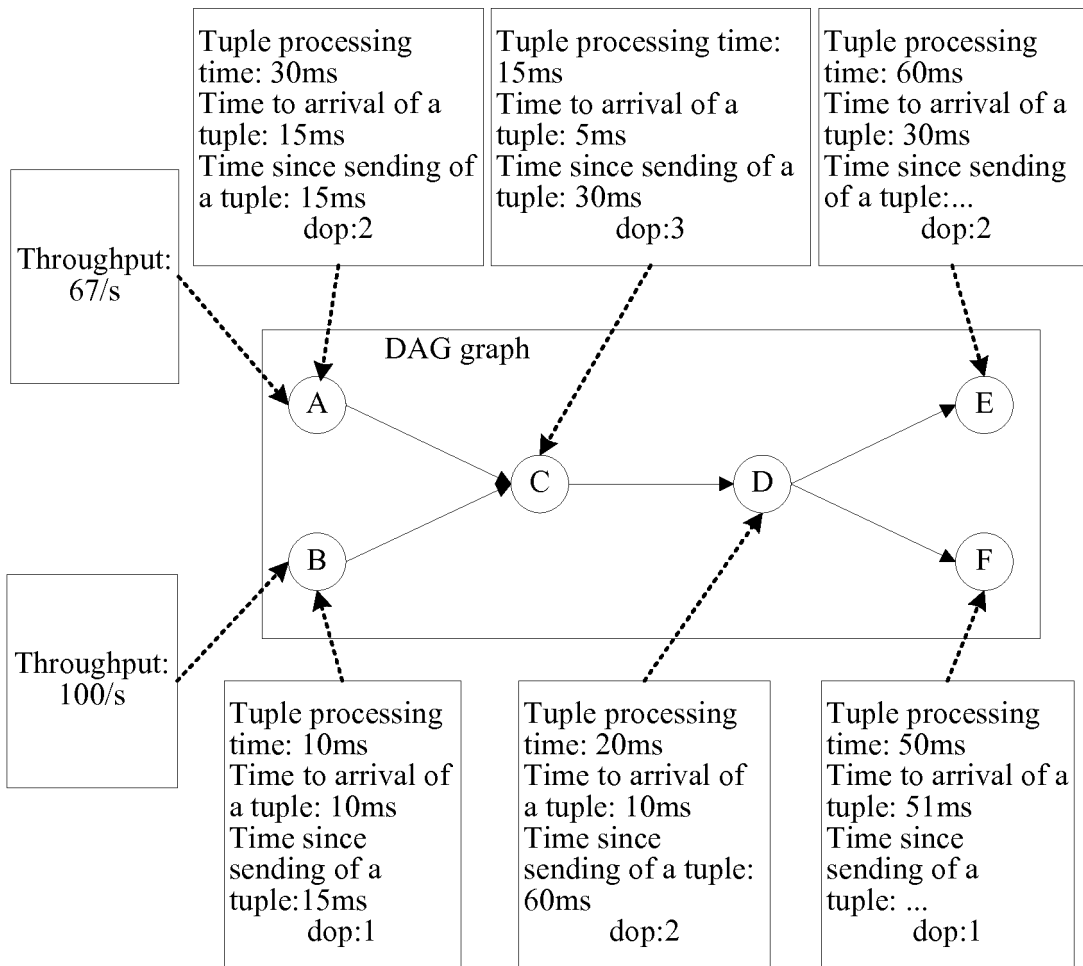 Tuple processing
time: 30ms
Time to arrival of a
tuple: 15ms
Time since sending of
a tuple: 15ms
dop:2
Tuple processing time:
15ms
Time to arrival of a
tuple: 5ms
Time since sending of a
tuple: 30ms
dop:3
Tuple processing
time: 60ms
Time to arrival of a
tuple: 30ms
Time since sending
of a tuple:...
dop:2
Throughput:
67/s
DAG graph
A
B
C
D
E
F
Throughput:
100/s
Tuple processing
time: 10ms
Time to arrival of
a tuple: 10ms
Time since
sending of a
tuple:15ms
dop:1
Tuple processing
time: 20ms
Time to arrival of
a tuple: 10ms
Time since
sending of a tuple:
60ms
dop:2
Tuple processing
time: 50ms
Time to arrival of a
tuple: 51ms
Time since
sending of a
tuple: ...
dop:1